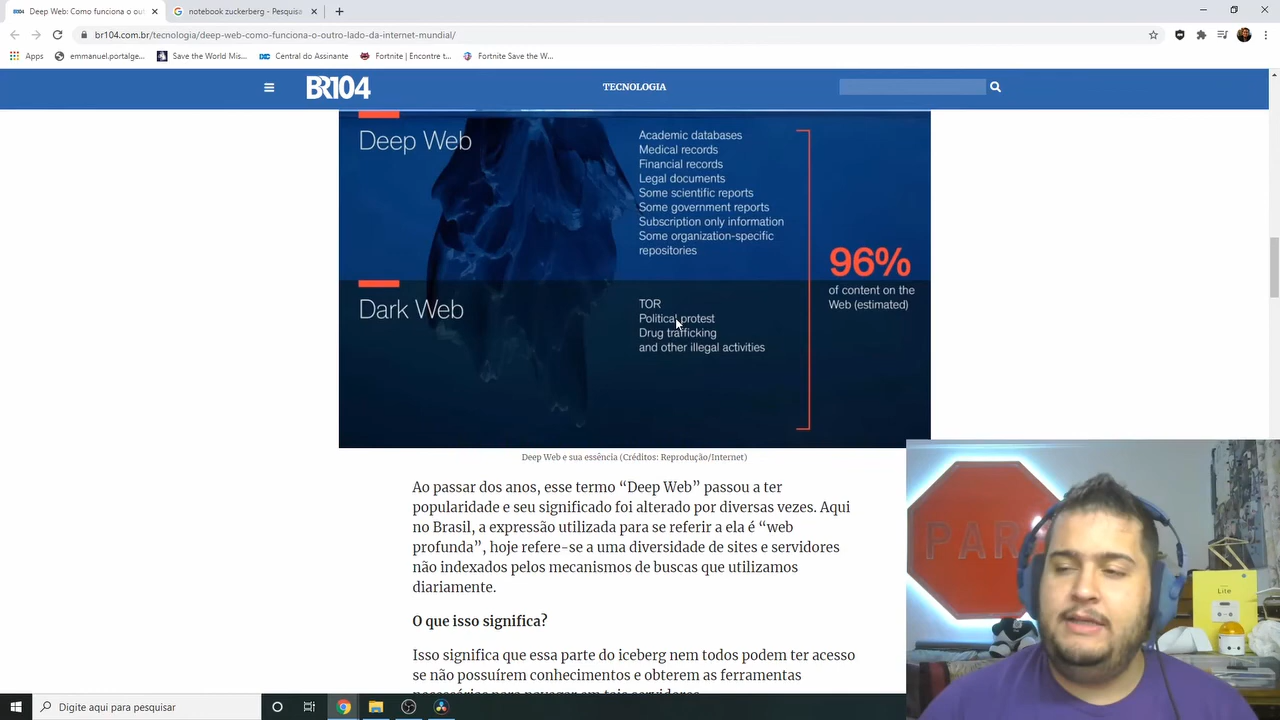 Deep Web: Como funciona o out
notebook zuckerberg - Pesquisa
br104.com.br/tecnologia/deep-web-como-funciona-o-outro-lado-da-internet-mundial/
Apps
emmanuel.portalge...
Save the World Mis...
Central do Assinante
Fortnite | Encontre t...
Fortnite Save the W...
BR104
TECNOLOGIA
Deep Web
Academic databases
Medical records
Financial records
Legal documents
Some scientific reports
Some government reports
Subscription only information
Some organization-specific
repositories
96%
of content on the
Web (estimated)
Dark Web
TOR
Political protest
Drug trafficking
and other illegal activities
Deep Web e sua essência (Créditos: Reprodução/Internet)
Ao passar dos anos, esse termo “Deep Web” passou a ter
popularidade e seu significado foi alterado por diversas vezes. Aqui
no Brasil, a expressão utilizada para se referir a ela é “web
profunda”, hoje refere-se a uma diversidade de sites e servidores
não indexados pelos mecanismos de buscas que utilizamos
diariamente.
O que isso significa?
Isso significa que essa parte do iceberg nem todos podem ter acesso
se não possuírem conhecimentos e obterem as ferramentas
necessárias para navegar em tais servidores.
PAR
Lite
Digite aqui para pesquisar